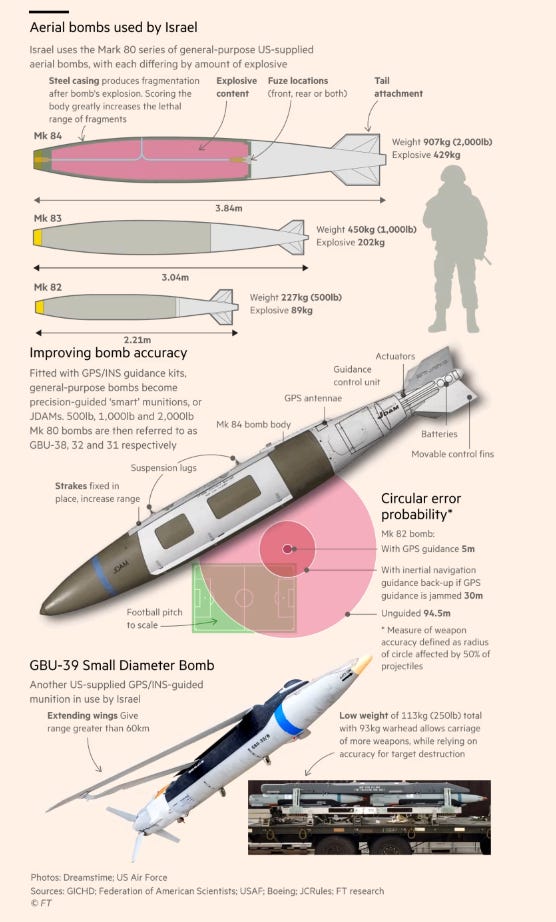 Aerial bombs used by Israel
Israel uses the Mark 80 series of general-purpose US-supplied
aerial bombs, with each differing by amount of explosive
Steel casing produces fragmentation
after bomb's explosion. Scoring the
body greatly increases the lethal
range of fragments
Explosive
content
Fuze locations
(front, rear or both)
Tail
attachment
Mk 84
Weight 907kg (2,000lb)
Explosive 429kg
3.84m
Mk 83
Weight 450kg (1,000lb)
Explosive 202kg
3.04m
Mk 82
Weight 227kg (500lb)
Explosive 89kg
2.21m
Improving bomb accuracy
Fitted with GPS/INS guidance kits,
general-purpose bombs become
precision-guided 'smart' munitions, or
JDAMs. 500lb, 1,000lb and 2,000lb
Mk 80 bombs are then referred to as
GBU-38, 32 and 31 respectively
Actuators
Guidance
control unit
GPS antennae
Mk 84 bomb body
JDAM
Batteries
Movable control fins
Suspension lugs
Strakes fixed in
place, increase range
JDAM
Football pitch
to scale
Circular error
probability*
Mk 82 bomb:
With GPS guidance 5m
With inertial navigation
guidance back-up if GPS
guidance is jammed 30m
Unguided 94.5m
* Measure of weapon
accuracy defined as radius
of circle affected by 50% of
projectiles
GBU-39 Small Diameter Bomb
Another US-supplied GPS/INS-guided
munition in use by Israel
Extending wings Give
range greater than 60km
GBU-39/B
Low weight of 113kg (250lb) total
with 93kg warhead allows carriage
of more weapons, while relying on
accuracy for target destruction
Photos: Dreamstime; US Air Force
Sources: GICHD; Federation of American Scientists; USAF; Boeing; JCRules; FT research
© FT